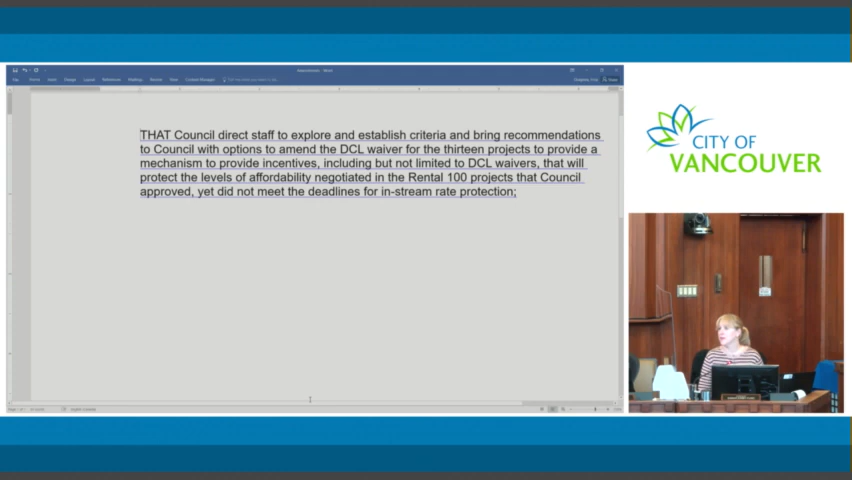 THAT Council direct staff to explore and establish criteria and bring recommendations
to Council with options to amend the DCL waiver for the thirteen projects to provide a
mechanism to provide incentives, including but not limited to DCL waivers, that will
protect the levels of affordability negotiated in the Rental 100 projects that Council
approved, yet did not meet the deadlines for in-stream rate protection;
CITY OF
VANCOUVER